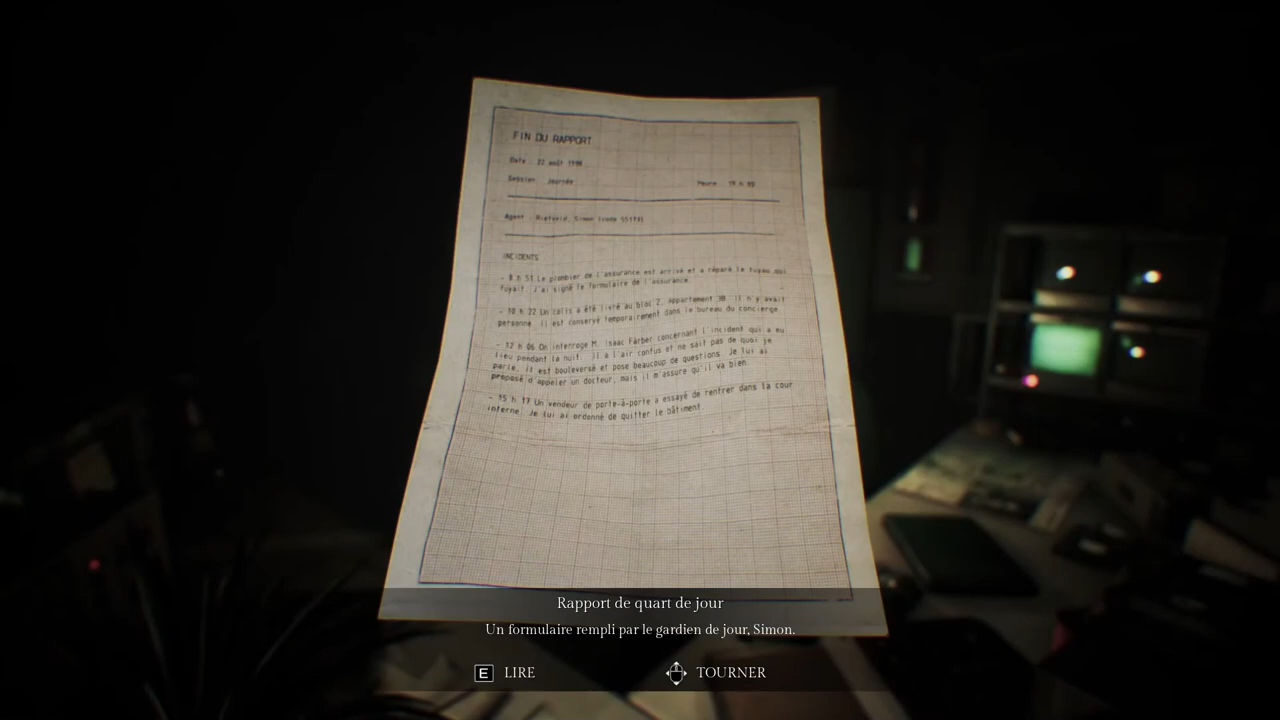 FIN DU RAPPORT
Date : 22 août 1998
Session : Journée Heure : 19 h 05
Agent : Simon (code
INCIDENTS
- 8 h 51 Le plombier de l'assurance est arrivé et a réparé le tuyau qui
fuyait. J'ai signé le formulaire de l'assurance.
- 10 h 22 Un colis a été livré au bloc 2, appartement 38. Il n'y avait
personne. Il est conservé temporairement dans le bureau du concierge.
- 12 h 06 On interroge M. Isaac Farber concernant l'incident qui a eu
lieu pendant la nuit. Il a l'air confus et ne sait pas de quoi je
parle, il est bouleversé et pose beaucoup de questions. Je lui ai
proposé d'appeler un docteur, mais il m'assure qu'il va bien.
- 15 h 17 Un vendeur de porte-à-porte a essayé de rentrer dans la cour
interne. Je lui ai ordonné de quitter le bâtiment.
Rapport de quart de jour
Un formulaire rempli par le gardien de jour, Simon.
E LIRE TOURNER